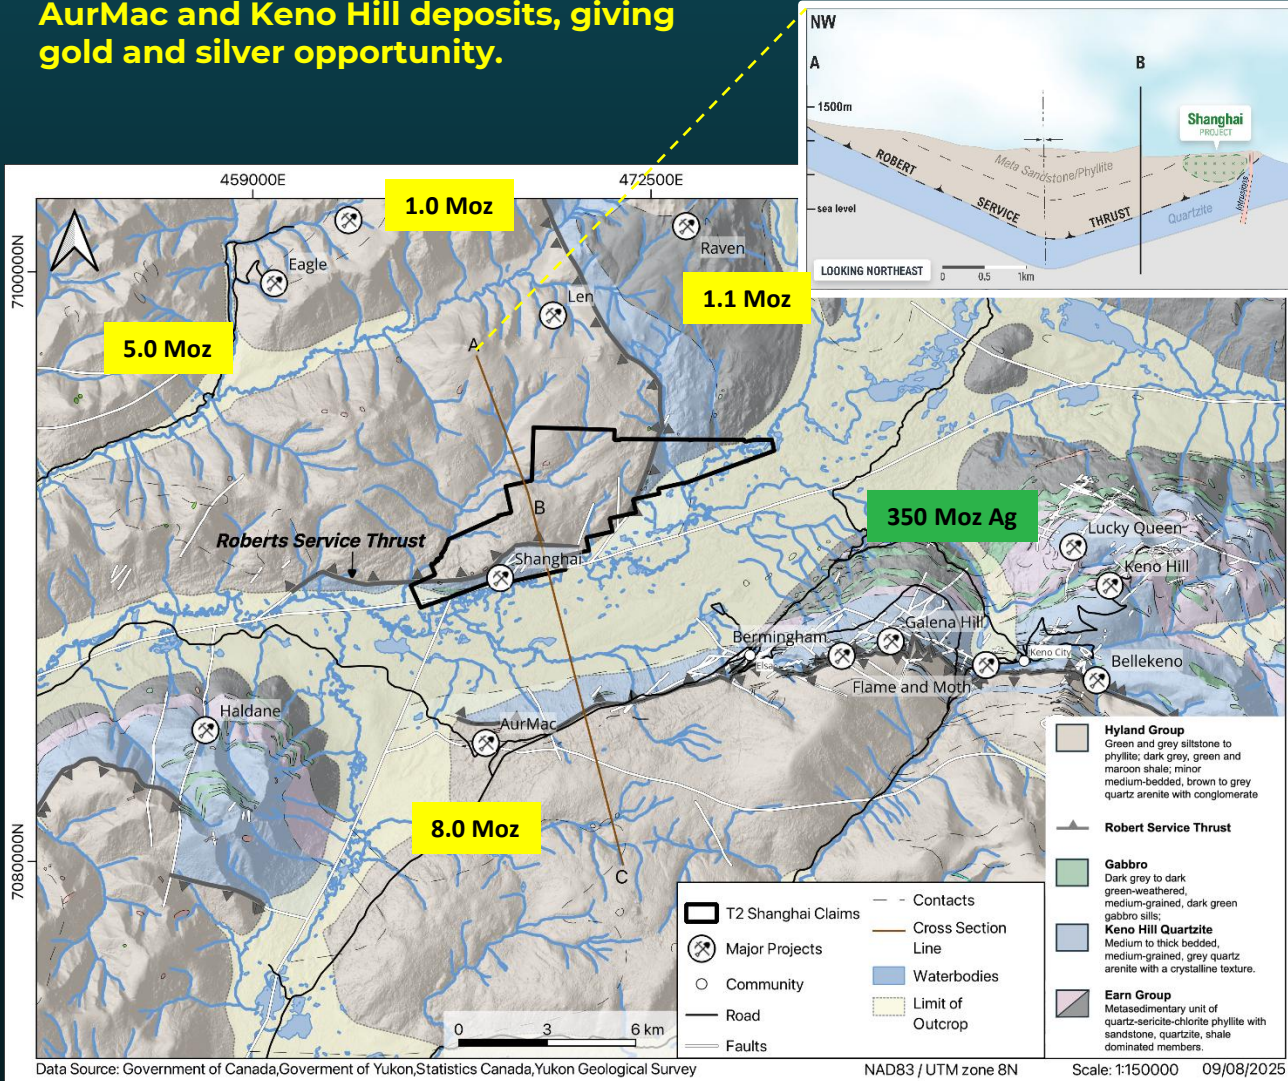 AurMac and Keno Hill deposits, giving
gold and silver opportunity.
NW
A
B
1500m
Shanghai
PROJECT
Meta Sandstone/Phyllite
ROBERT
SERVICE
THRUST
Quartzite
sea level
LOOKING NORTHEAST
0 0.5 1km
459000E
472500E
7100000N
7080000N
1.0 Moz
Eagle
Raven
Len
1.1 Moz
5.0 Moz
A
B
350 Moz Ag
Lucky Queen
Roberts Service Thrust
Shanghai
Keno Hill
Galena Hill
Bermingham
Elsa
Keno City
Bellekeno
Flame and Moth
Haldane
AurMac
8.0 Moz
C
Hyland Group
Green and grey siltstone to
phyllite; dark grey, green and
maroon shale; minor
medium-bedded, brown to grey
quartz arenite with conglomerate
Robert Service Thrust
Gabbro
Dark grey to dark
green-weathered,
medium-grained, dark green
gabbro sills;
Keno Hill Quartzite
Medium to thick bedded,
medium-grained, grey quartz
arenite with a crystalline texture.
Earn Group
Metasedimentary unit of
quartz-sericite-chlorite phyllite with
sandstone, quartzite, shale
dominated members.
T2 Shanghai Claims
Major Projects
Community
Road
Faults
Contacts
Cross Section
Line
Waterbodies
Limit of
Outcrop
0 3 6 km
Data Source: Government of Canada,Goverment of Yukon,Statistics Canada,Yukon Geological Survey
NAD83 / UTM zone 8N
Scale: 1:150000 09/08/2025